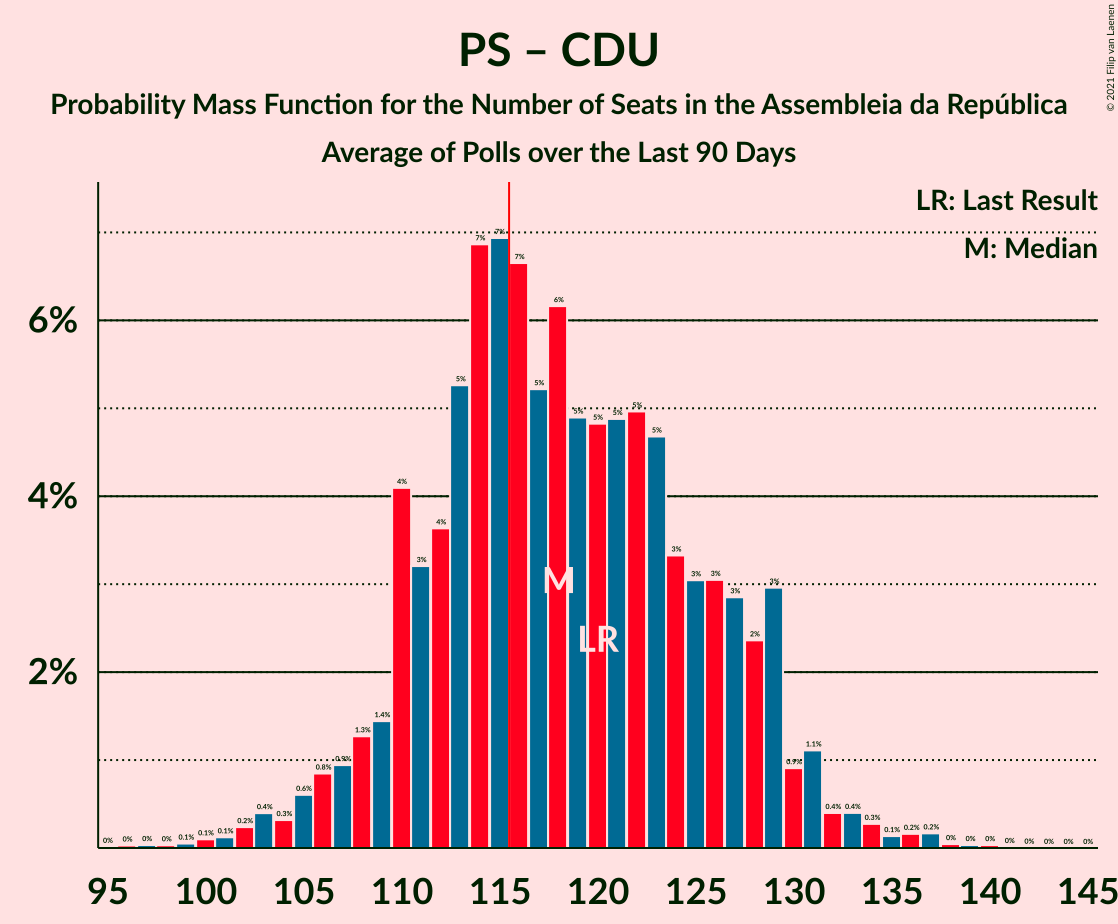 PS – CDU
Probability Mass Function for the Number of Seats in the Assembleia da República
Average of Polls over the Last 90 Days
© 2021 Filip van Laenen
LR: Last Result
M: Median
6%
4%
2%
0% 0% 0% 0% 0.1% 0.1% 0.1% 0.2% 0.4% 0.3% 0.6% 0.8% 0.9% 1.3% 1.4% 4% 3% 4% 5% 7% 7% 7% 5% 6% 5% 5% 5% 5% 5% 3% 3% 3% 3% 2% 3% 0.9% 1.1% 0.4% 0.4% 0.3% 0.1% 0.2% 0.2% 0% 0% 0% 0% 0% 0% 0% 0%
M
LR
95 100 105 110 115 120 125 130 135 140 145